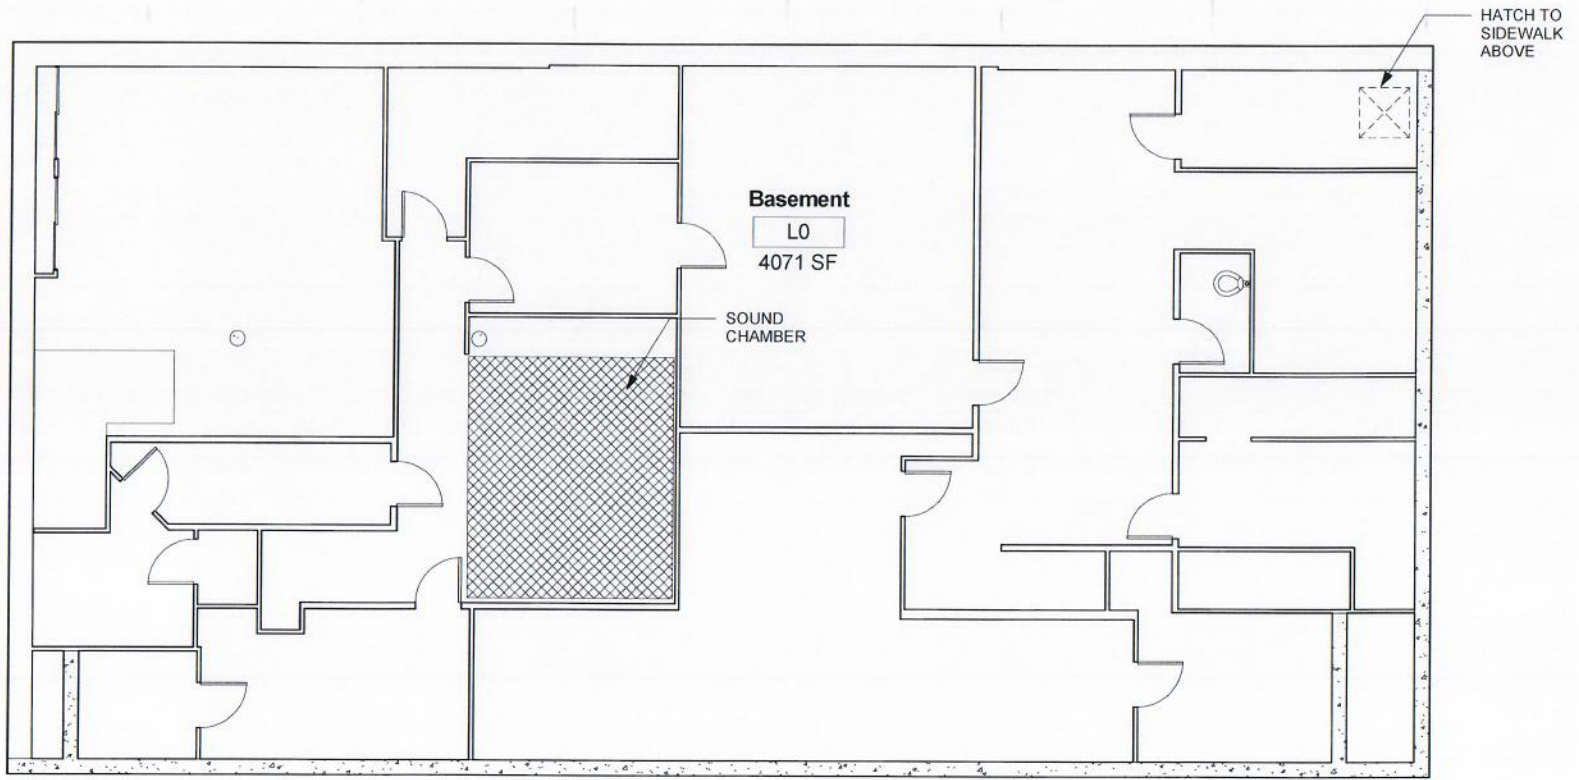 HATCH TO
SIDEWALK
ABOVE
Basement
L0
4071 SF
SOUND
CHAMBER